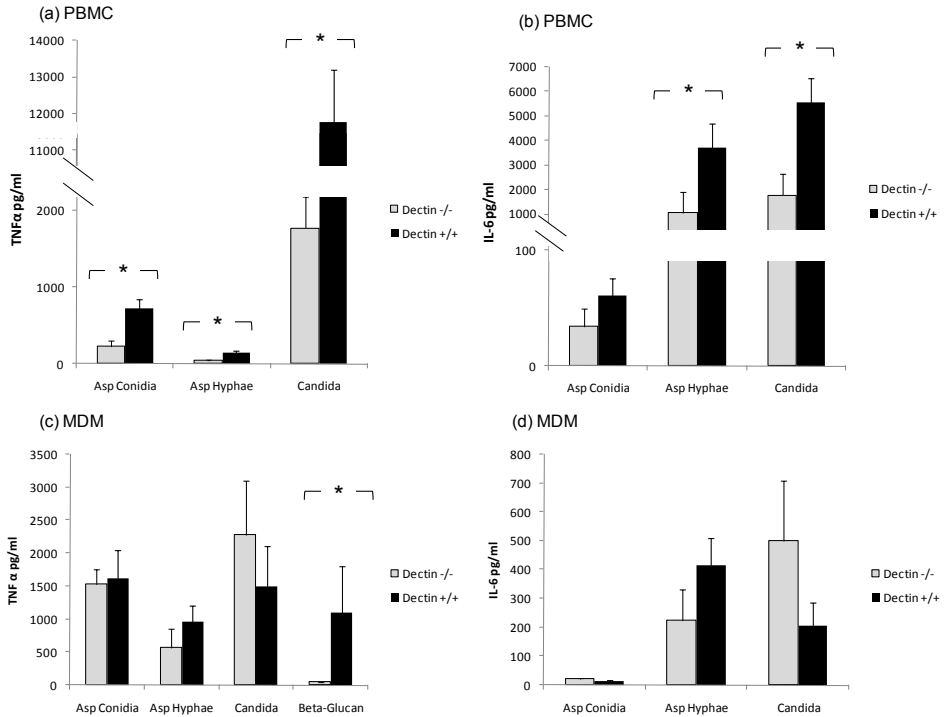 (a) PBMC
14000
13000
12000
11000
2000
1000
0
TNFα pg/ml
*
*
*
Asp Conidia
Asp Hyphae
Candida
Dectin -/-
Dectin +/+
(b) PBMC
7000
6000
5000
4000
3000
2000
1000
100
0
IL-6 pg/ml
*
*
Asp Conidia
Asp Hyphae
Candida
Dectin -/-
Dectin +/+
(c) MDM
3500
3000
2500
2000
1500
1000
500
0
TNF α pg/ml
*
Asp Conidia
Asp Hyphae
Candida
Beta-Glucan
Dectin -/-
Dectin +/+
(d) MDM
800
700
600
500
400
300
200
100
0
IL-6 pg/ml
Asp Conidia
Asp Hyphae
Candida
Dectin -/-
Dectin +/+